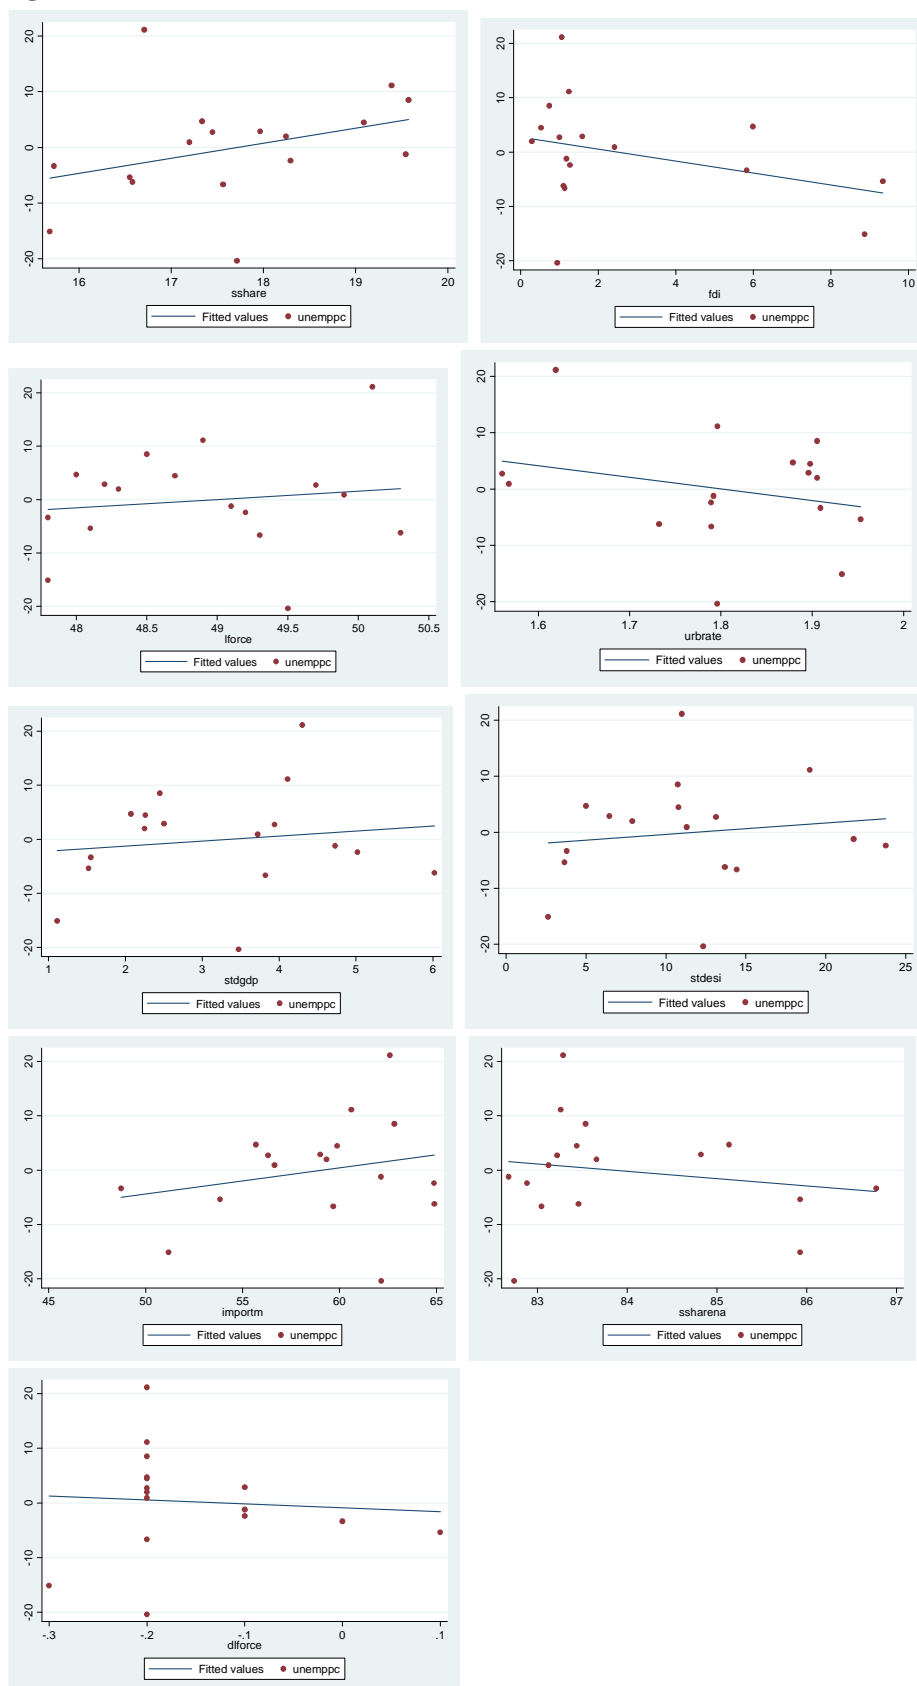 20
10
0
-10
-20
16 17 18 19 20
sshare
Fitted values unemppc
20
10
0
-10
-20
0 2 4 6 8 10
fdi
Fitted values unemppc
20
10
0
-10
-20
48 48.5 49 49.5 50 50.5
lforce
Fitted values unemppc
20
10
0
-10
-20
1.6 1.7 1.8 1.9 2
urbrate
Fitted values unemppc
20
10
0
-10
-20
1 2 3 4 5 6
stdgdp
Fitted values unemppc
20
10
0
-10
-20
0 5 10 15 20 25
stdesi
Fitted values unemppc
20
10
0
-10
-20
45 50 55 60 65
importm
Fitted values unemppc
20
10
0
-10
-20
83 84 85 86 87
ssharena
Fitted values unemppc
20
10
0
-10
-20
-.3 -.2 -.1 0 .1
dlforce
Fitted values unemppc